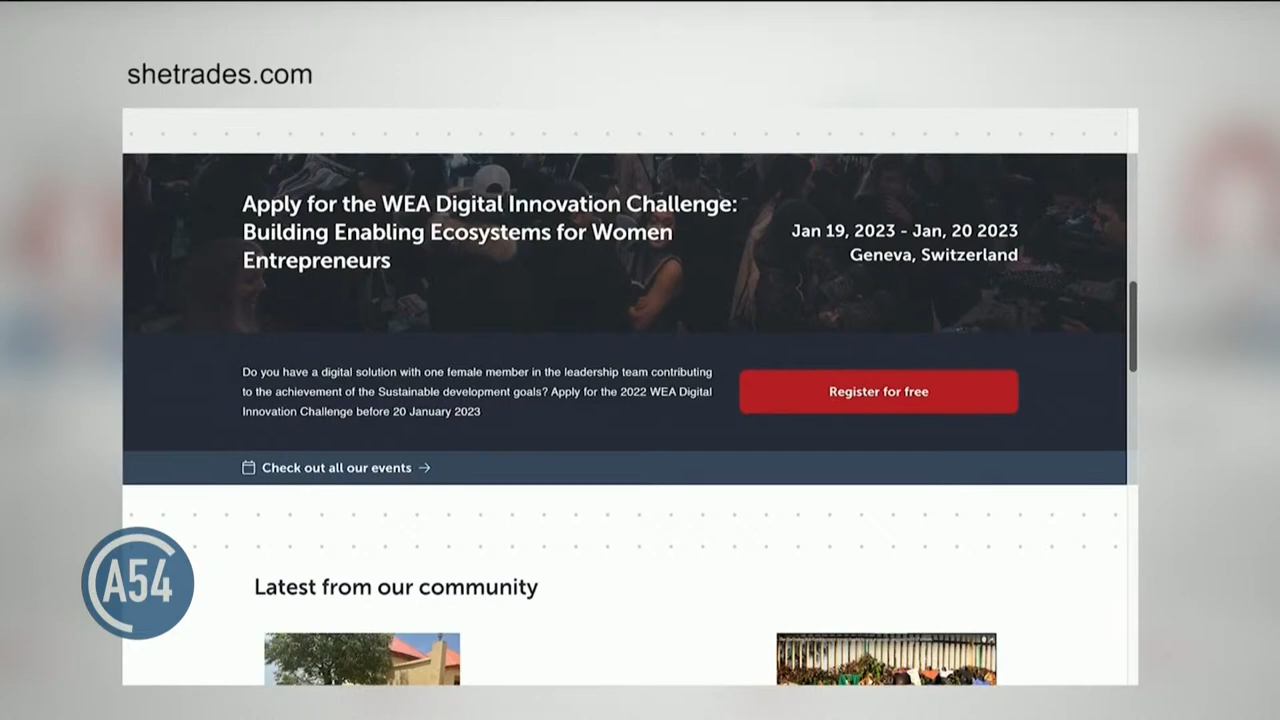 shetrades.com
Apply for the WEA Digital Innovation Challenge:
Building Enabling Ecosystems for Women
Entrepreneurs
Jan 19, 2023 - Jan, 20 2023
Geneva, Switzerland
Do you have a digital solution with one female member in the leadership team contributing
to the achievement of the Sustainable development goals? Apply for the 2022 WEA Digital
Innovation Challenge before 20 January 2023
Register for free
Check out all our events →
A54
Latest from our community